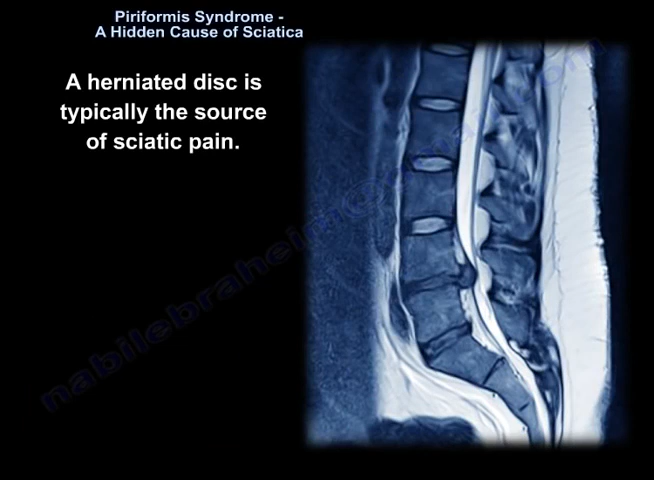 Piriformis Syndrome -
A Hidden Cause of Sciatica
A herniated disc is
typically the source
of sciatic pain.